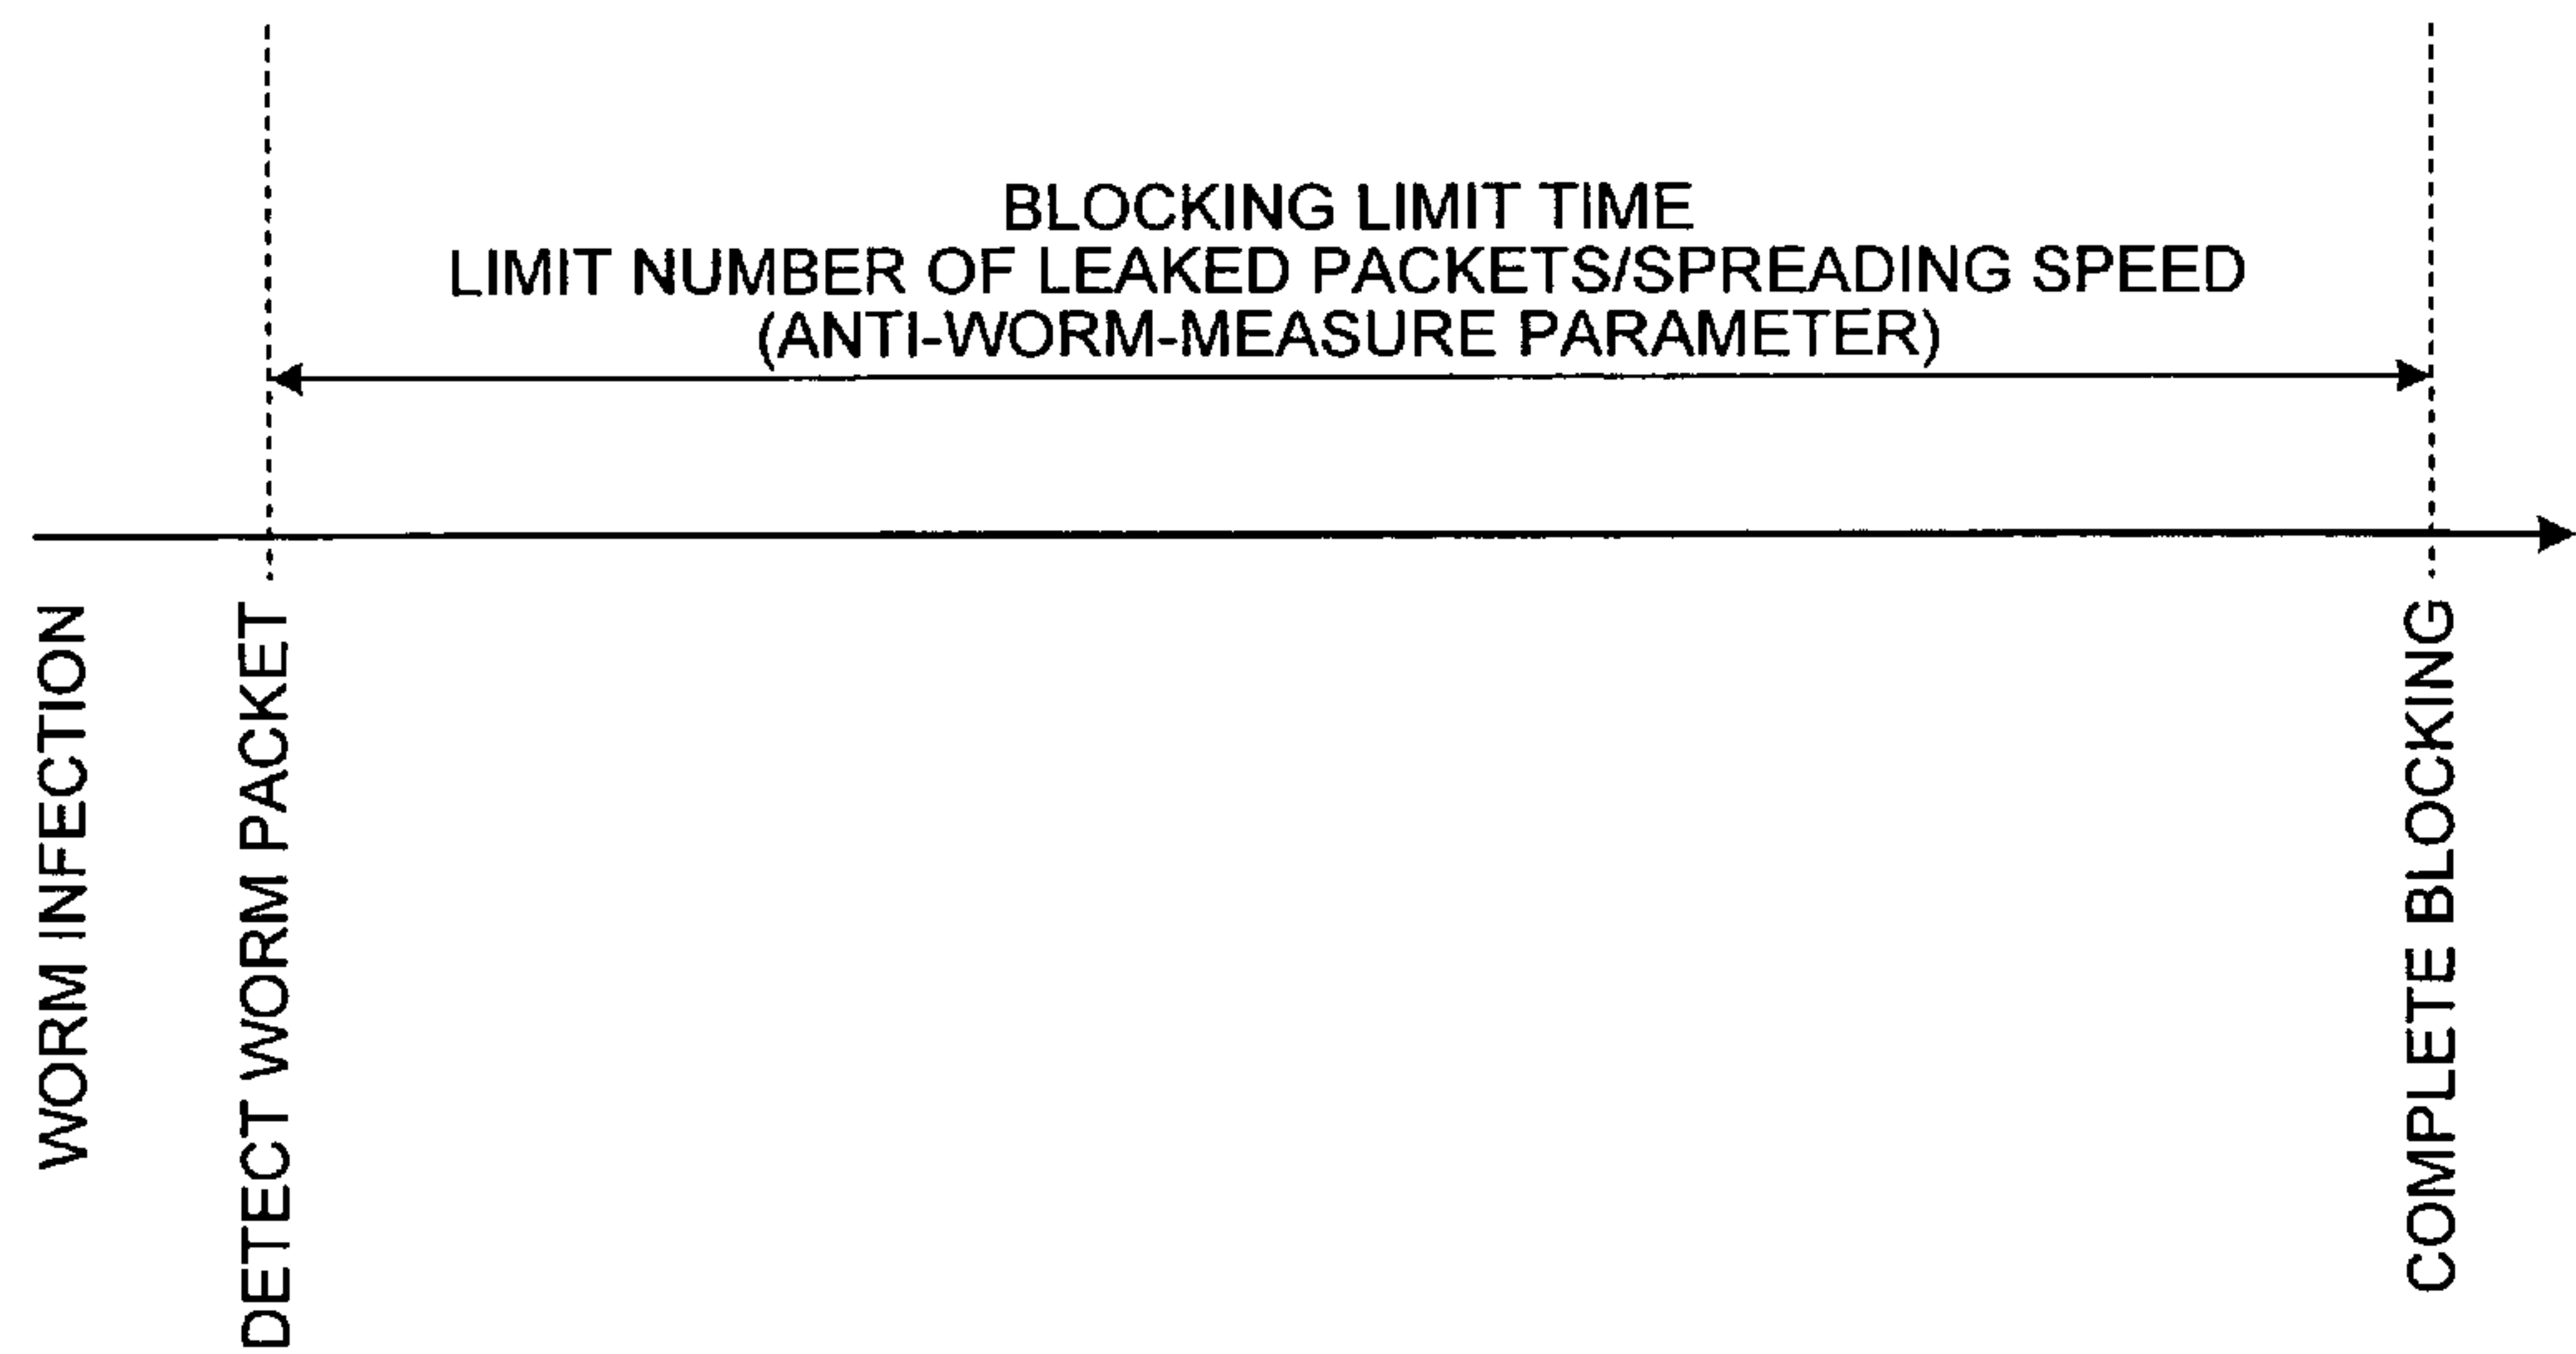 BLOCKING LIMIT TIME
LIMIT NUMBER OF LEAKED PACKETS/SPREADING SPEED
(ANTI-WORM-MEASURE PARAMETER)
WORM INFECTION
DETECT WORM PACKET
COMPLETE BLOCKING